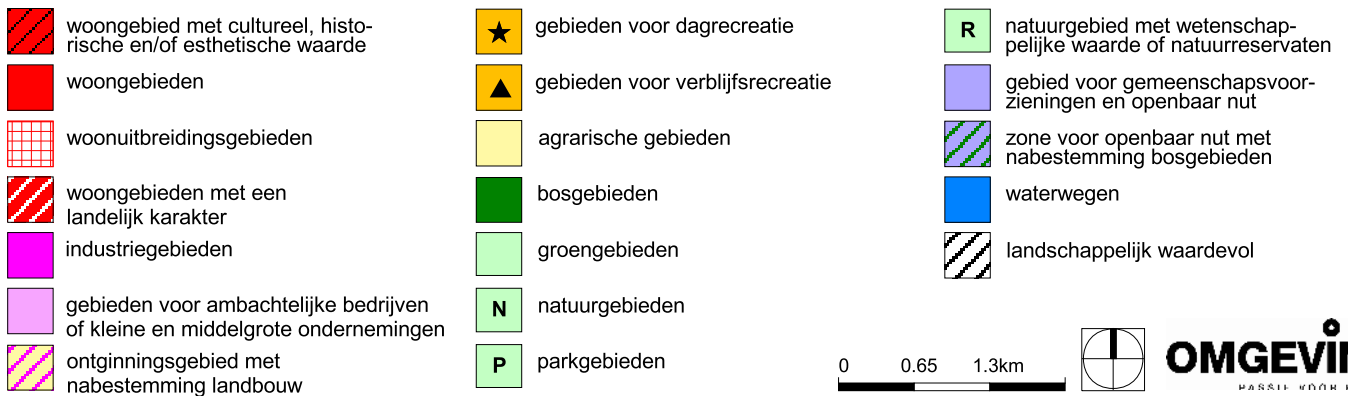 woongebied met cultureel, histo-
rische en/of esthetische waarde
woongebieden
woonuitbreidingsgebieden
woongebieden met een
landelijk karakter
industriegebieden
gebieden voor ambachtelijke bedrijven
of kleine en middelgrote ondernemingen
ontginningsgebied met
nabestemming landbouw
gebieden voor dagrecreatie
gebieden voor verblijfsrecreatie
agrarische gebieden
bosgebieden
groengebieden
N natuurgebieden
P parkgebieden
R natuurgebied met wetenschap-
pelijke waarde of natuurreservaten
gebied voor gemeenschapsvoor-
zieningen en openbaar nut
zone voor openbaar nut met
nabestemming bosgebieden
waterwegen
landschappelijk waardevol
0 0.65 1.3km